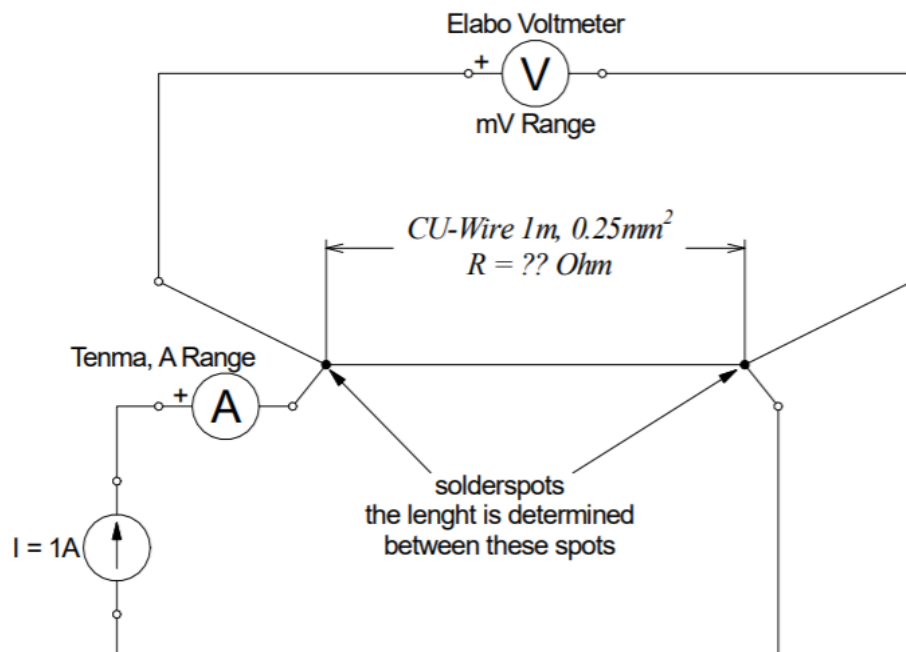 Elabo Voltmeter
+
V
mV Range
CU-Wire 1m, 0.25mm²
R = ?? Ohm
Tenma, A Range
+
A
solderspots
the lenght is determined
between these spots
I = 1A